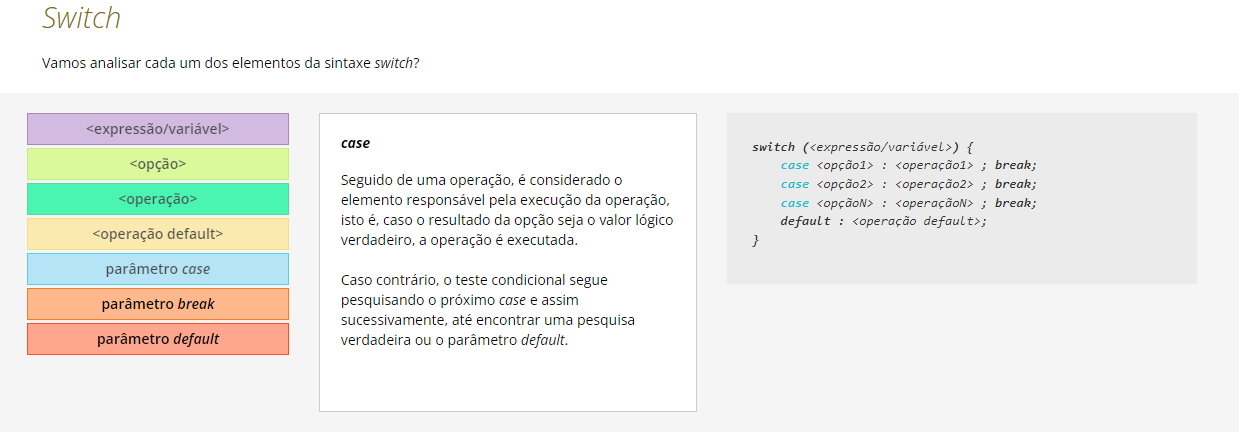 Switch
Vamos analisar cada um dos elementos da sintaxe switch?
<expressão/variável>
<opção>
<operação>
<operação default>
parâmetro case
parâmetro break
parâmetro default
case
Seguido de uma operação, é considerado o
elemento responsável pela execução da operação,
isto é, caso o resultado da opção seja o valor lógico
verdadeiro, a operação é executada.
Caso contrário, o teste condicional segue
pesquisando o próximo case e assim
sucessivamente, até encontrar uma pesquisa
verdadeira ou o parâmetro default.
switch (<expressão/variável>) {
case <opção1> : <operação1> ; break;
case <opção2> : <operação2> ; break;
case <opçãoN> : <operaçãoN> ; break;
default : <operação default>;
}